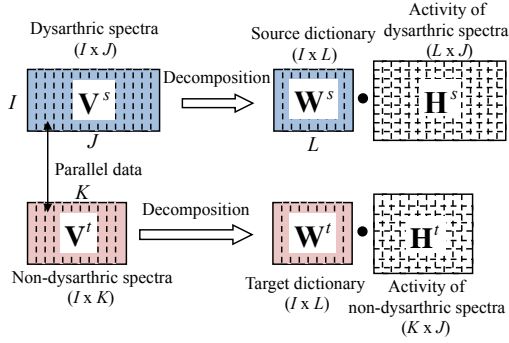 Dysarthric spectra
(I x J)
Source dictionary
(I x L)
Activity of
dysarthric spectra
(L x J)
I
V^s
Decomposition
W^s
H^s
J
L
Parallel data
K
V^t
Decomposition
W^t
H^t
Non-dysarthric spectra
(I x K)
Target dictionary
(I x L)
Activity of
non-dysarthric spectra
(K x J)